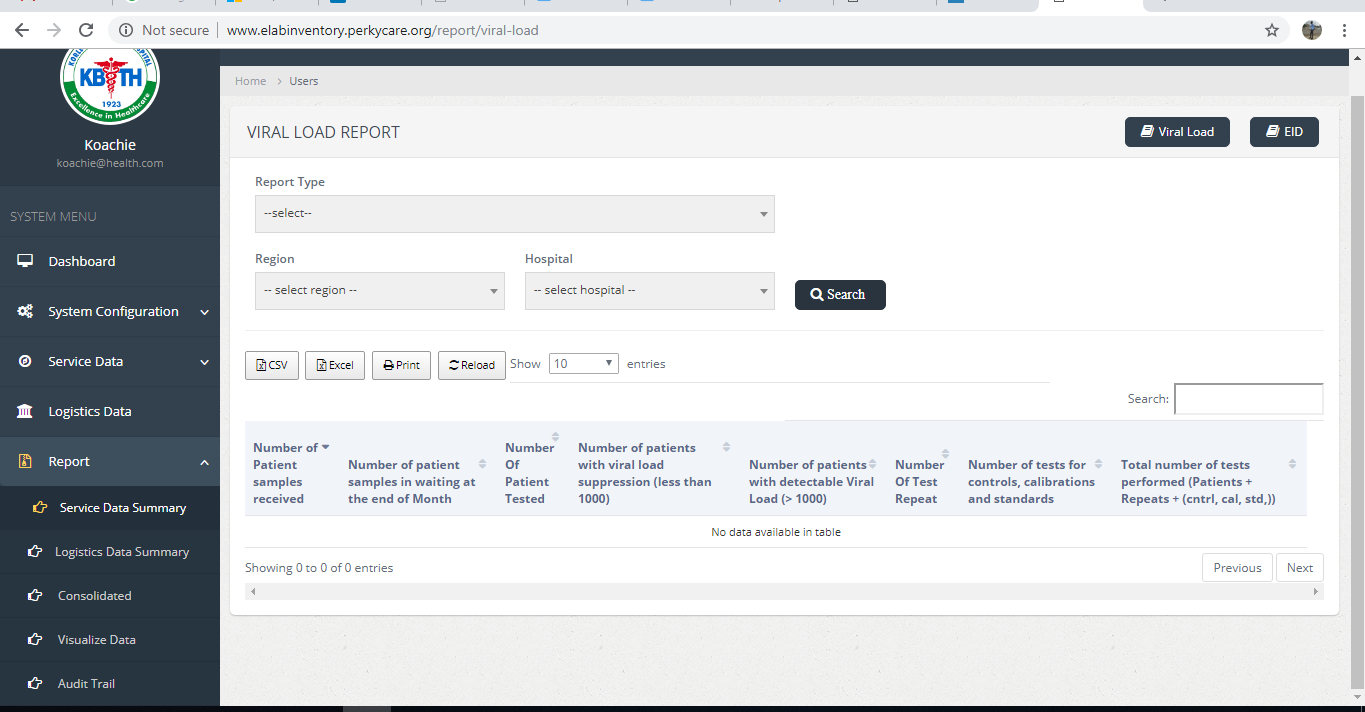 Not secure
www.elabinventory.perkycare.org/report/viral-load
KBTH
1923
Excellence in Healthcare
Koachie
koachie@health.com
SYSTEM MENU
Dashboard
System Configuration
Service Data
Logistics Data
Report
Service Data Summary
Logistics Data Summary
Consolidated
Visualize Data
Audit Trail
Home > Users
VIRAL LOAD REPORT
Viral Load
EID
Report Type
--select--
Region
Hospital
-- select region --
-- select hospital --
Search
CSV
Excel
Print
Reload
Show 10 entries
Search:
Number of
Patient
samples
received
Number of patient
samples in waiting at
the end of Month
Number
Of
Patient
Tested
Number of patients
with viral load
suppression (less than
1000)
Number of patients
with detectable Viral
Load (> 1000)
Number
Of Test
Repeat
Number of tests for
controls, calibrations
and standards
Total number of tests
performed (Patients +
Repeats + (cntrl, cal, std,))
No data available in table
Showing 0 to 0 of 0 entries
Previous
Next